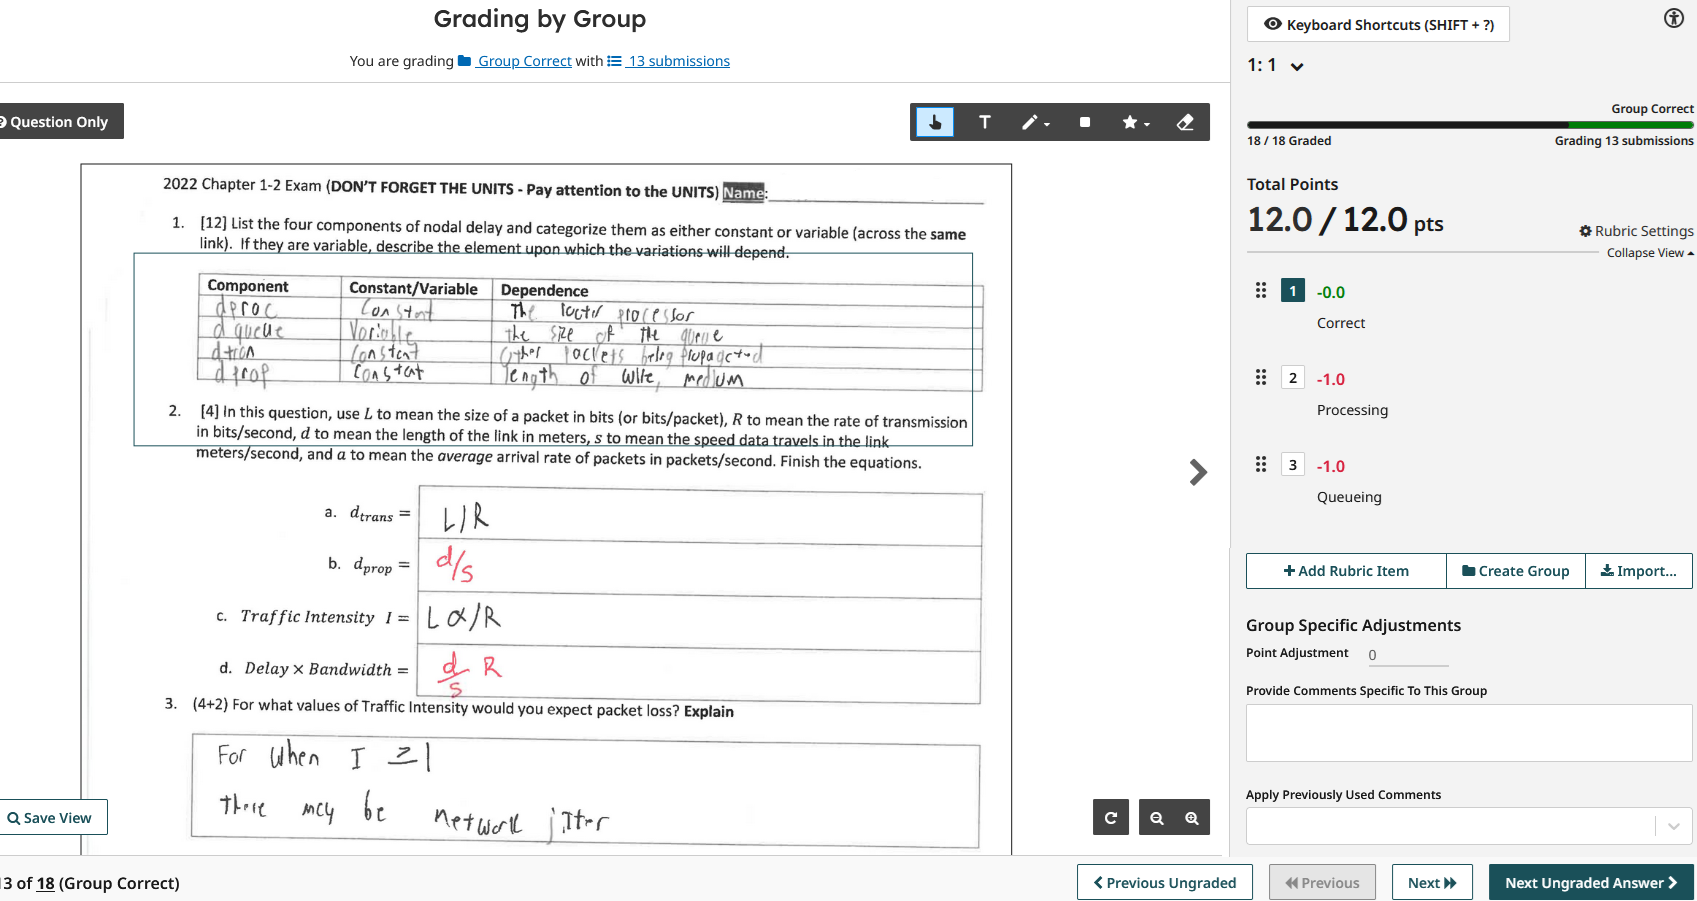 Grading by Group
You are grading Group Correct with 13 submissions
Question Only
T
2022 Chapter 1-2 Exam (DON'T FORGET THE UNITS - Pay attention to the UNITS) Name:
1. [12] List the four components of nodal delay and categorize them as either constant or variable (across the same
link). If they are variable, describe the element upon which the variations will depend.
Component Constant/Variable Dependence
dproc Constant The router processor
d queue Variable the size of the queue
dtran Constant Other packets being propagated
dprop Constant length of wire, medium
2. [4] In this question, use L to mean the size of a packet in bits (or bits/packet), R to mean the rate of transmission
in bits/second, d to mean the length of the link in meters, s to mean the speed data travels in the link
meters/second, and a to mean the average arrival rate of packets in packets/second. Finish the equations.
a. dtrans = L/R
b. dprop = d/s
c. Traffic Intensity I = Lα/R
d. Delay × Bandwidth = d/s R
3. (4+2) For what values of Traffic Intensity would you expect packet loss? Explain
For when I ≥1
there may be network jitter
Save View
13 of 18 (Group Correct)
Previous Ungraded
Previous
Next
Next Ungraded Answer
Keyboard Shortcuts (SHIFT + ?)
1: 1
Group Correct
18 / 18 Graded Grading 13 submissions
Total Points
12.0 / 12.0 pts
Rubric Settings
Collapse View
1 -0.0
Correct
2 -1.0
Processing
3 -1.0
Queueing
Add Rubric Item Create Group Import...
Group Specific Adjustments
Point Adjustment 0
Provide Comments Specific To This Group
Apply Previously Used Comments